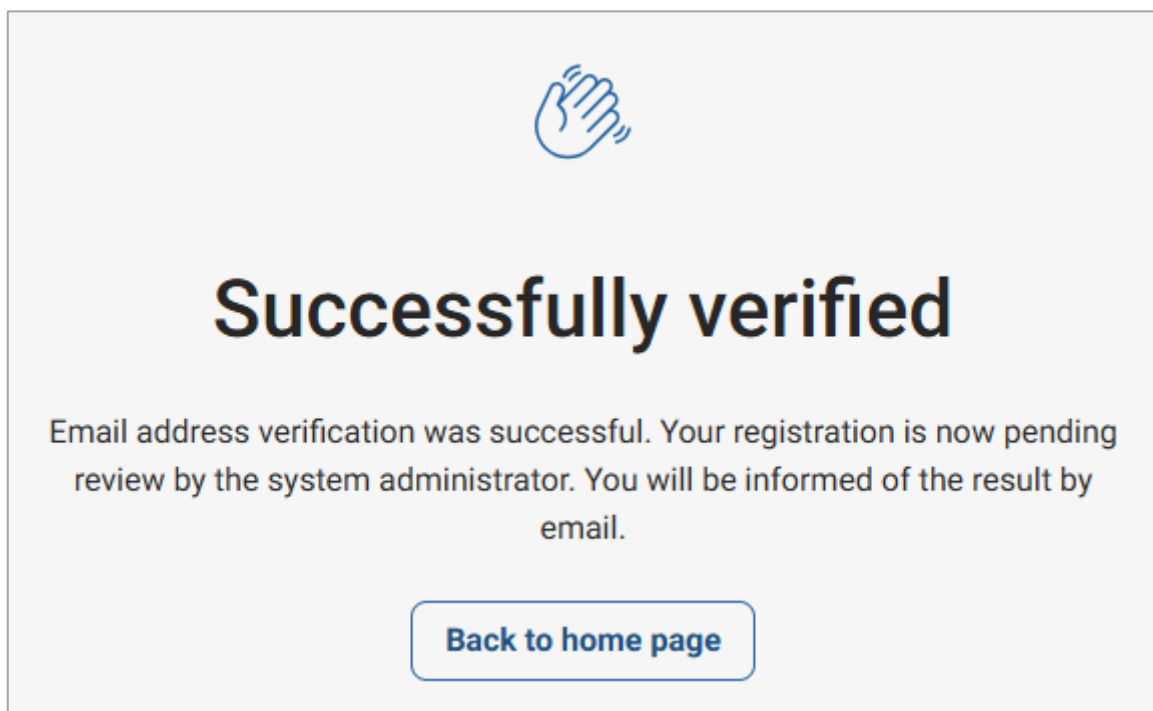 Successfully verified
Email address verification was successful. Your registration is now pending
review by the system administrator. You will be informed of the result by
email.
Back to home page